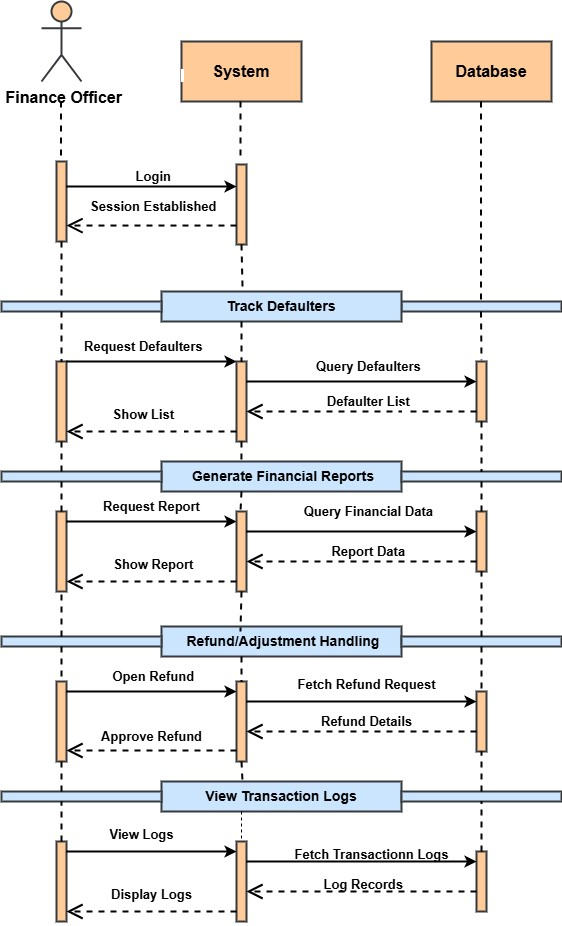 Finance Officer
System
Database
Login
Session Established
Track Defaulters
Request Defaulters
Query Defaulters
Defaulter List
Show List
Generate Financial Reports
Request Report
Query Financial Data
Report Data
Show Report
Refund/Adjustment Handling
Open Refund
Fetch Refund Request
Refund Details
Approve Refund
View Transaction Logs
View Logs
Fetch Transactionn Logs
Log Records
Display Logs